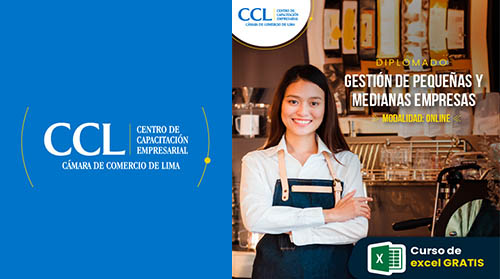 CCL
CENTRO DE
CAPACITACIÓN
EMPRESARIAL
CÁMARA DE COMERCIO DE LIMA
CCL
CENTRO DE
CAPACITACIÓN
EMPRESARIAL
CÁMARA DE COMERCIO DE LIMA
DIPLOMADO
GESTIÓN DE PEQUEÑAS Y
MEDIANAS EMPRESAS
MODALIDAD: ONLINE
X
Curso de
excel GRATIS